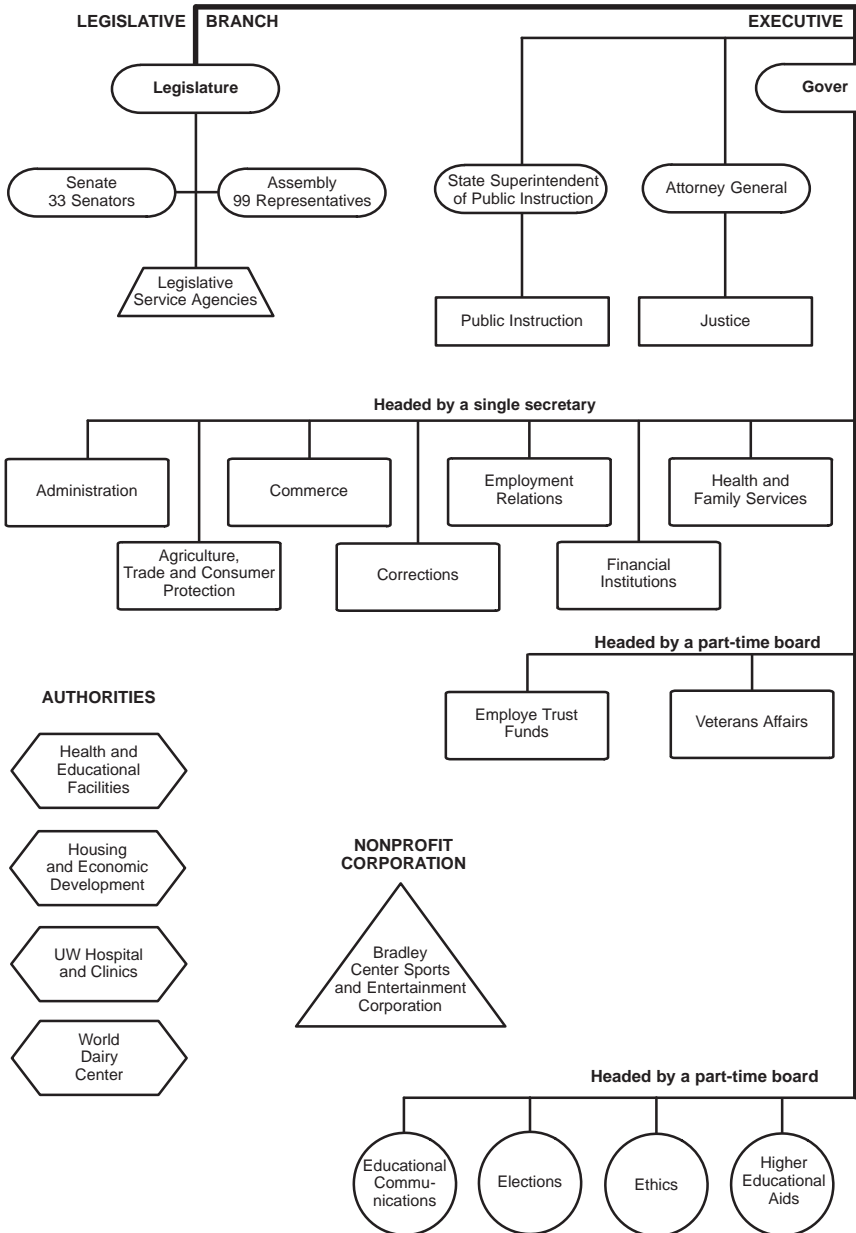 LEGISLATIVE BRANCH
EXECUTIVE
Legislature
Gover
Senate
33 Senators
Assembly
99 Representatives
State Superintendent
of Public Instruction
Attorney General
Legislative
Service Agencies
Public Instruction
Justice
Headed by a single secretary
Administration
Commerce
Employment
Relations
Health and
Family Services
Agriculture,
Trade and Consumer
Protection
Corrections
Financial
Institutions
Headed by a part-time board
Employe Trust
Funds
Veterans Affairs
AUTHORITIES
Health and
Educational
Facilities
Housing
and Economic
Development
UW Hospital
and Clinics
World
Dairy
Center
NONPROFIT
CORPORATION
Bradley
Center Sports
and Entertainment
Corporation
Headed by a part-time board
Educational
Commu-
nications
Elections
Ethics
Higher
Educational
Aids